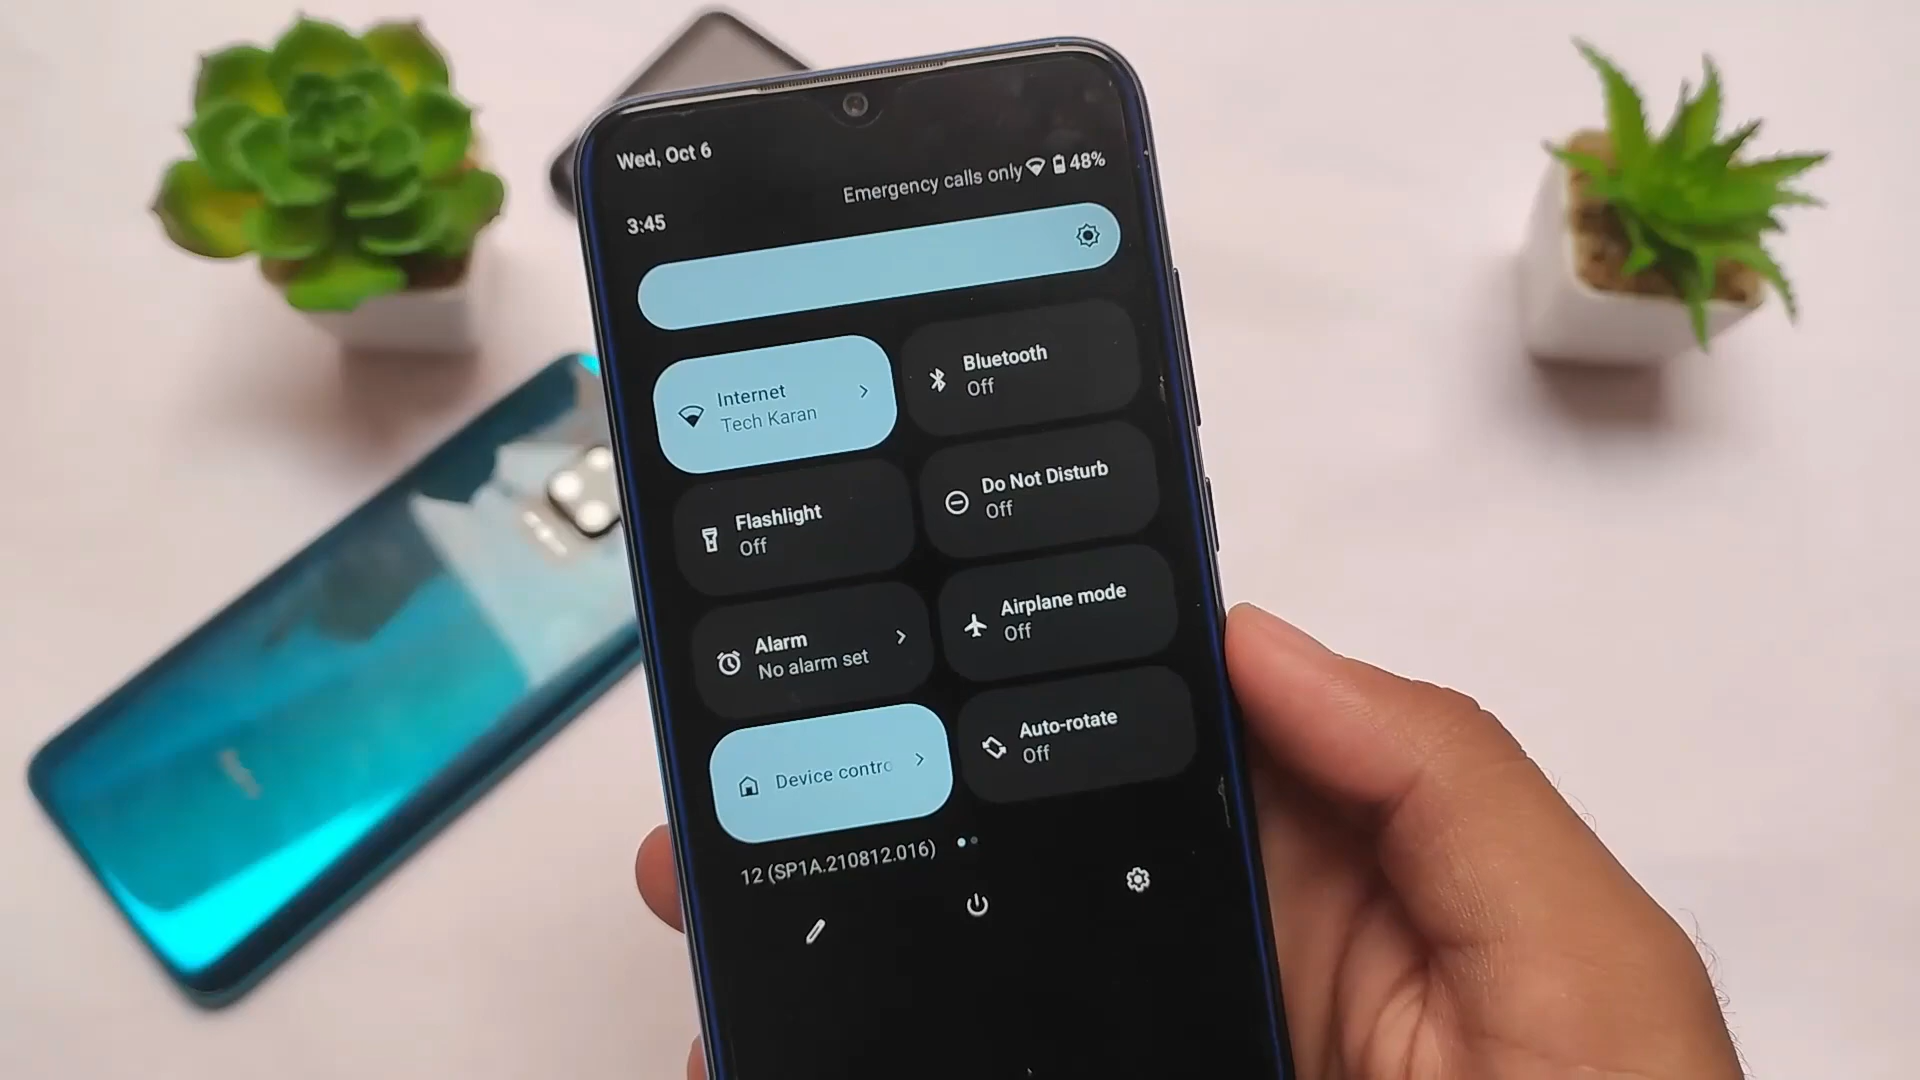 Wed, Oct 6
Emergency calls only 48%
3:45
Internet
Tech Karan
Bluetooth
Off
Flashlight
Off
Do Not Disturb
Off
Alarm
No alarm set
Airplane mode
Off
Device contro
Auto-rotate
Off
12 (SP1A.210812.016)